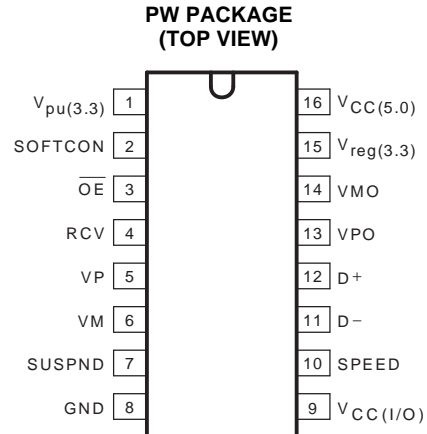 PW PACKAGE
(TOP VIEW)
Vpu(3.3) 1
SOFTCON 2
O̅E̅ 3
RCV 4
VP 5
VM 6
SUSPND 7
GND 8
16 VCC(5.0)
15 Vreg(3.3)
14 VMO
13 VPO
12 D+
11 D−
10 SPEED
9 VCC(I/O)